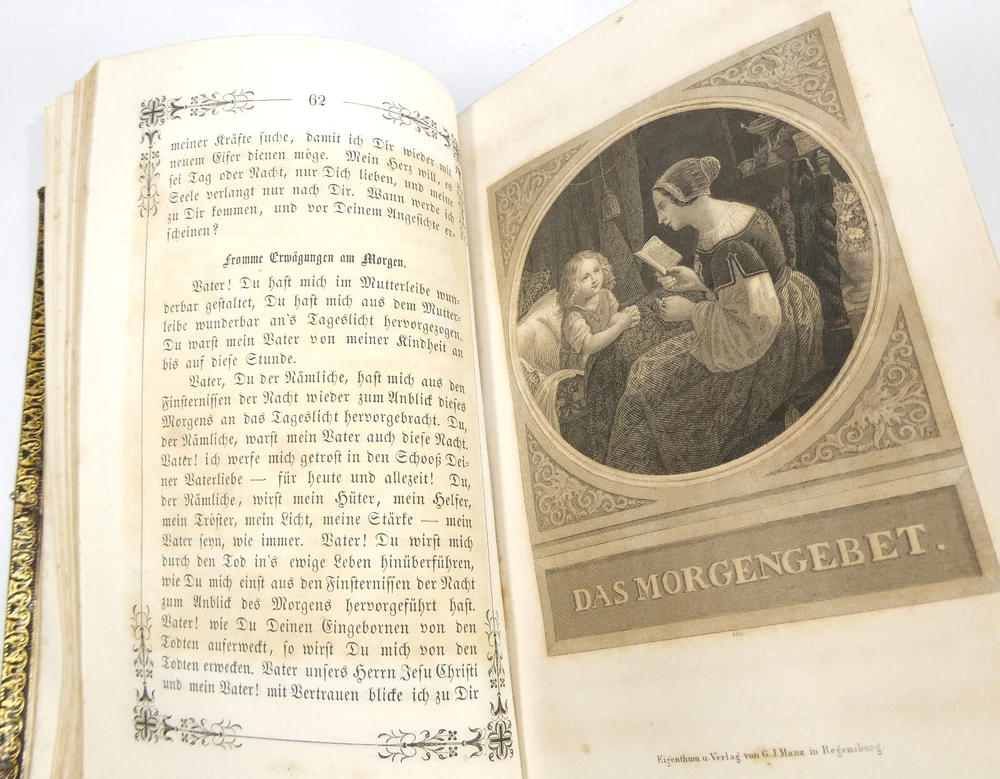 62
meiner Kräfte suche, damit ich Dir wieder mit
neuem Eifer dienen möge. Mein Herz will, es
sei Tag oder Nacht, nur Dich lieben, und meine
Seele verlangt nur nach Dir. Wann werde ich
zu Dir kommen, und vor Deinem Angesichte er-
scheinen?
Fromme Erwägungen am Morgen.
Vater! Du hast mich im Mutterleibe wun-
derbar gestaltet, Du hast mich aus dem Mutter-
leibe wunderbar an's Tageslicht hervorgezogen.
Du warst mein Vater von meiner Kindheit an
bis auf diese Stunde.
Vater, Du der Nämliche, hast mich aus den
Finsternissen der Nacht wieder zum Anblick dieses
Morgens an das Tageslicht hervorgebracht. Du,
der Nämliche, warst mein Vater auch diese Nacht.
Vater! ich werfe mich getrost in den Schooß Dei-
ner Vaterliebe — für heute und allezeit! Du,
der Nämliche, wirst mein Hüter, mein Helfer,
mein Tröster, mein Licht, meine Stärke — mein
Vater seyn, wie immer. Vater! Du wirst mich
durch den Tod in's ewige Leben hinüberführen,
wie Du mich einst aus den Finsternissen der Nacht
zum Anblick des Morgens hervorgeführt hast.
Vater! wie Du Deinen Eingebornen von den
Todten auferweckt, so wirst Du mich von den
Todten erwecken. Vater unsers Herrn Jesu Christi
und mein Vater! mit Vertrauen blicke ich zu Dir
DAS MORGENGEBET.
Eigenthum u. Verlag von G. J. Manz in Regensburg.